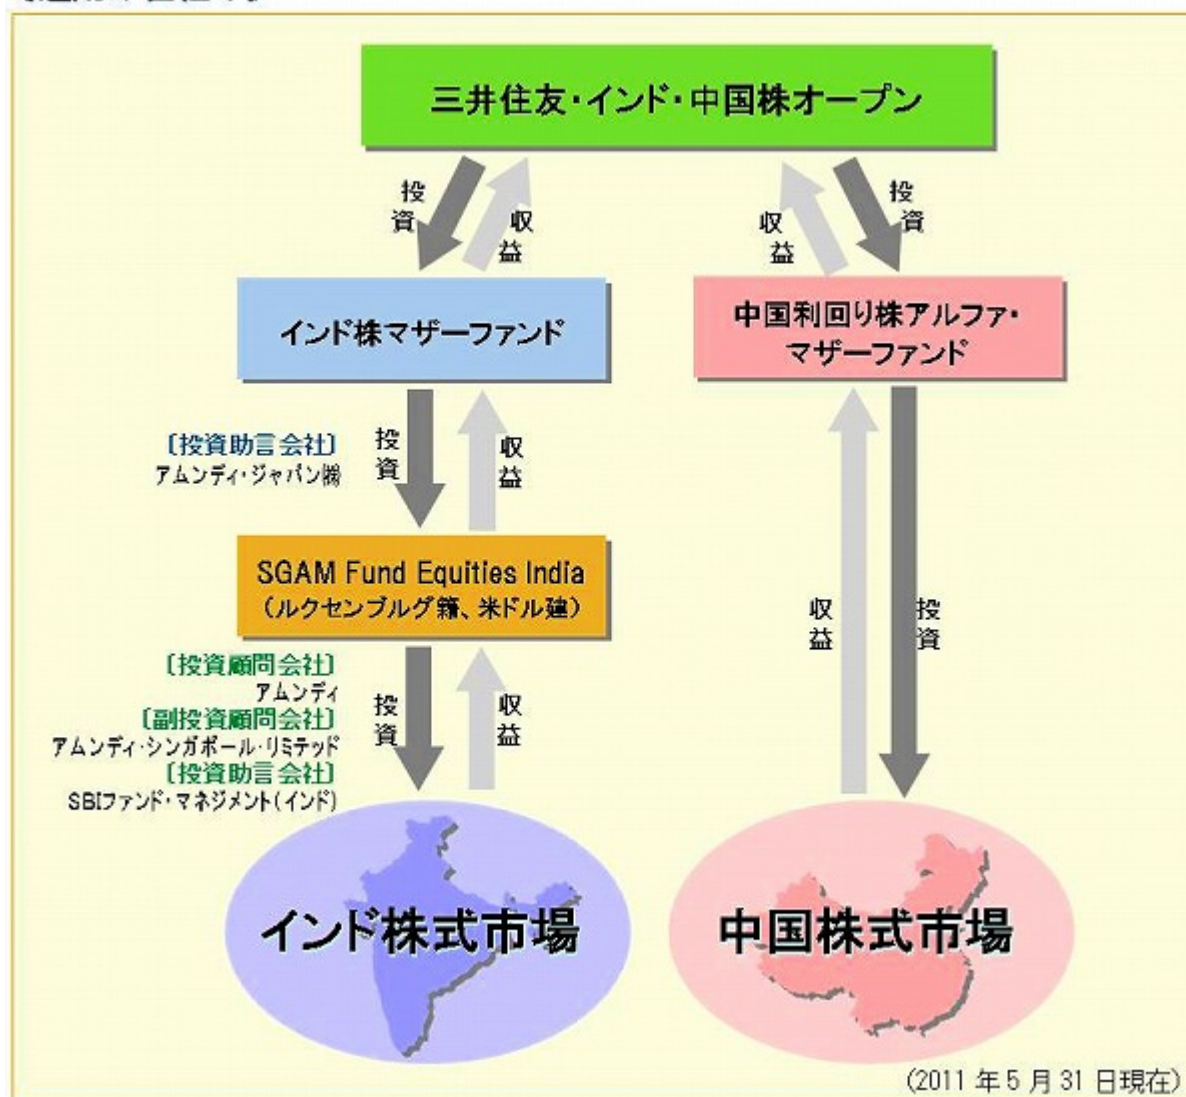 三井住友・インド・中国株オープン
投資
収益
収益
投資
インド株マザーファンド
中国利回り株アルファ・
マザーファンド
〔投資助言会社〕
アムンディ・ジャパン㈱
投資
収益
SGAM Fund Equities India
(ルクセンブルグ籍、米ドル建)
収益
投資
〔投資顧問会社〕
アムンディ
〔副投資顧問会社〕
アムンディ・シンガポール・リミテッド
〔投資助言会社〕
SBIファンド・マネジメント(インド)
投資
収益
インド株式市場
中国株式市場
(2011年5月31日現在)